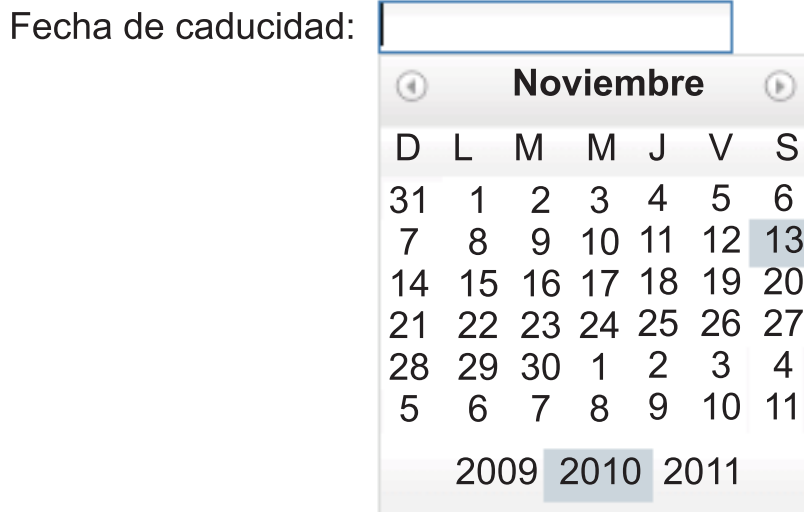 Fecha de caducidad:
Noviembre
D L M M J V S
31 1 2 3 4 5 6
7 8 9 10 11 12 13
14 15 16 17 18 19 20
21 22 23 24 25 26 27
28 29 30 1 2 3 4
5 6 7 8 9 10 11
2009 2010 2011